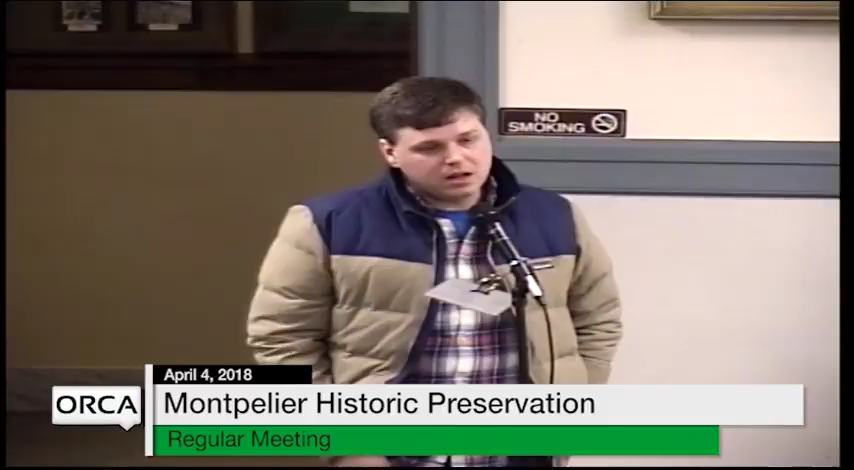 NO
SMOKING
April 4, 2018
ORCA
Montpelier Historic Preservation
Regular Meeting